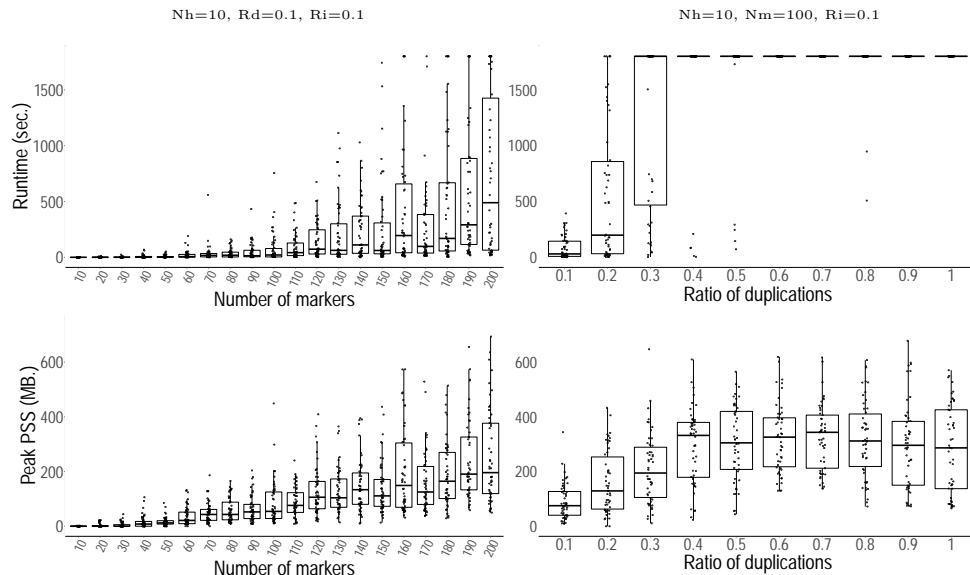 Nh=10, Rd=0.1, Ri=0.1
Nh=10, Nm=100, Ri=0.1
Runtime (sec.)
1500
1000
500
0
10 20 30 40 50 60 70 80 90 100 110 120 130 140 150 160 170 180 190 200
Number of markers
1500
1000
500
0
0.1 0.2 0.3 0.4 0.5 0.6 0.7 0.8 0.9 1
Ratio of duplications
Peak PSS (MB.)
600
400
200
0
10 20 30 40 50 60 70 80 90 100 110 120 130 140 150 160 170 180 190 200
Number of markers
600
400
200
0
0.1 0.2 0.3 0.4 0.5 0.6 0.7 0.8 0.9 1
Ratio of duplications